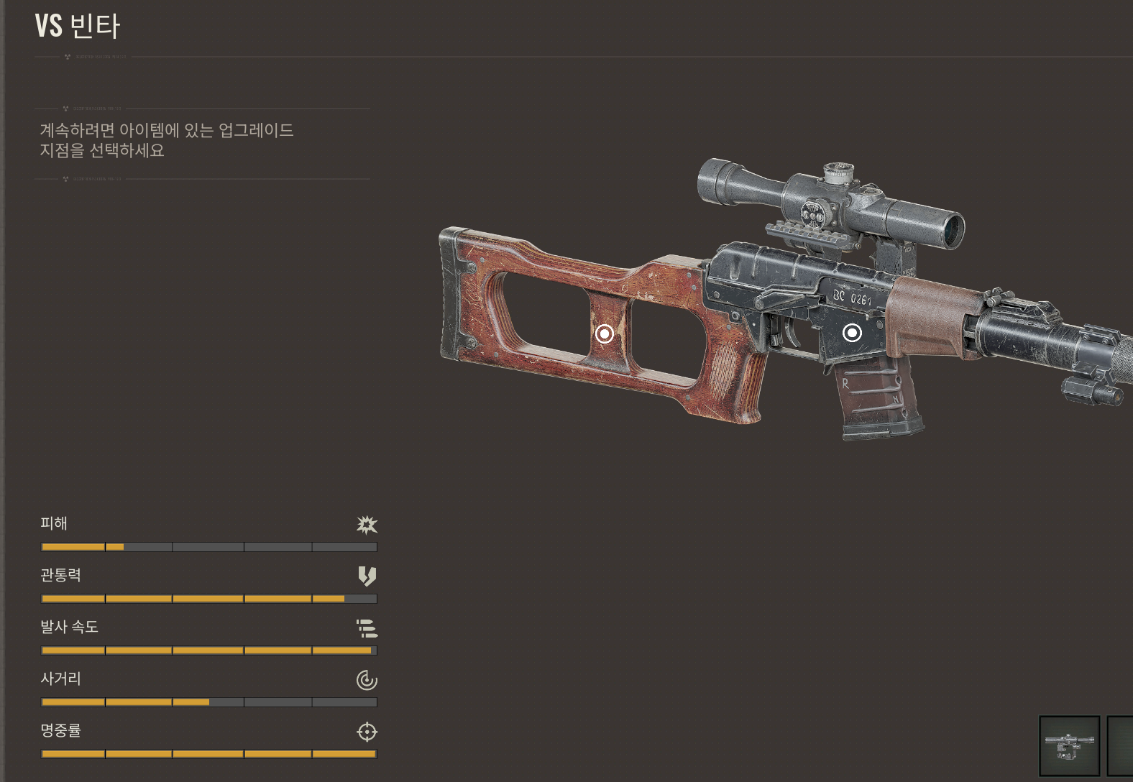 VS 빈타
계속하려면 아이템에 있는 업그레이드
지점을 선택하세요
BC 0261
R
피해
관통력
발사 속도
사거리
명중률